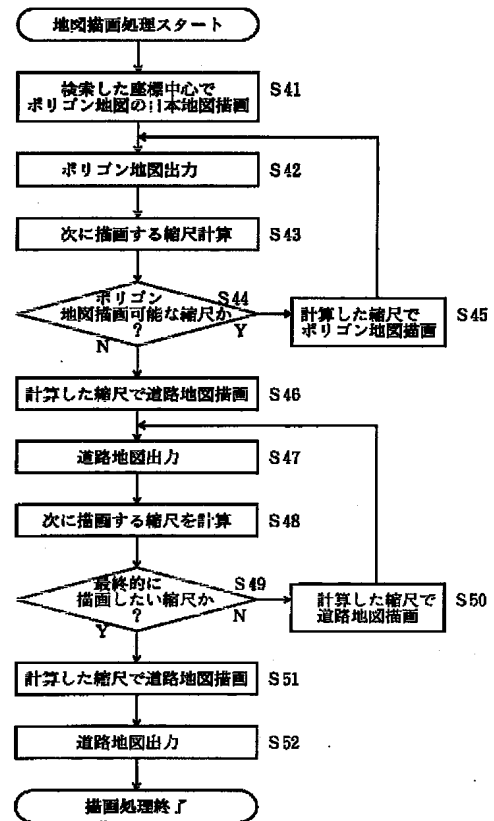 地図描画処理スタート
検索した座標中心で
ポリゴン地図の日本地図描画
S41
ポリゴン地図出力
S42
次に描画する縮尺計算
S43
ポリゴン
S44
地図描画可能な縮尺か
?
N
Y
計算した縮尺で
ポリゴン地図描画
S45
計算した縮尺で道路地図描画
S46
道路地図出力
S47
次に描画する縮尺を計算
S48
最終的に
S49
描画したい縮尺か
?
Y
N
計算した縮尺で
道路地図描画
S50
計算した縮尺で道路地図描画
S51
道路地図出力
S52
描画処理終了